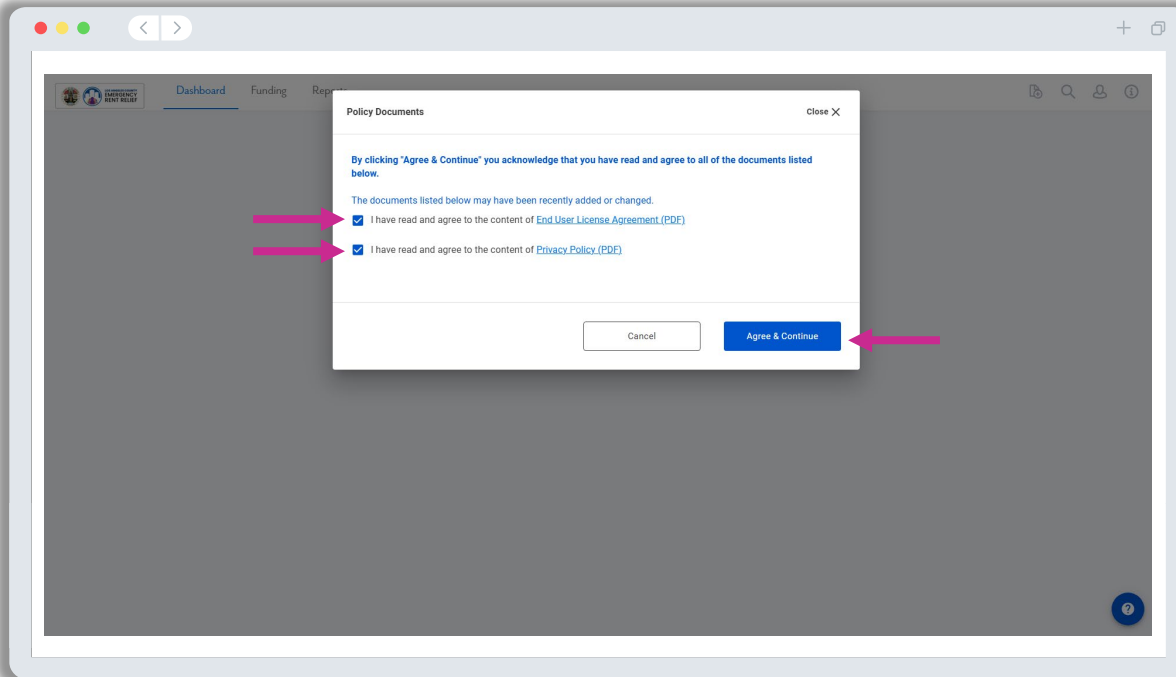 EMERGENCY
RENT RELIEF
Dashboard Funding Reports
Policy Documents
Close
By clicking "Agree & Continue" you acknowledge that you have read and agree to all of the documents listed
below.
The documents listed below may have been recently added or changed.
I have read and agree to the content of End User License Agreement (PDF)
I have read and agree to the content of Privacy Policy (PDF)
Cancel
Agree & Continue